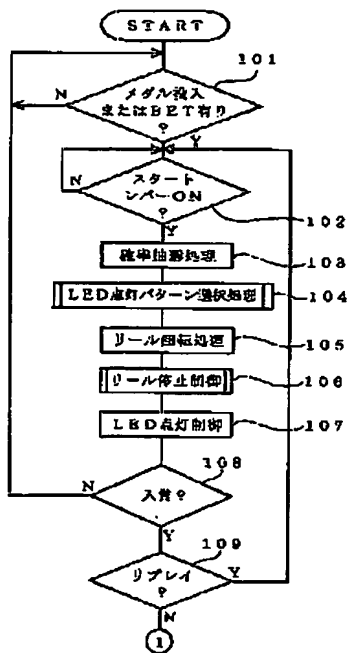 START
101
メダル投入
N
またはBET有り
?
Y
スタート
N
レバーON
?
102
Y
確率抽選処理
103
LED点灯パターン選択処理
104
リール回転処理
105
リール停止制御
106
LED点灯制御
107
108
N
入賞?
Y
109
リプレイ
Y
?
N
1